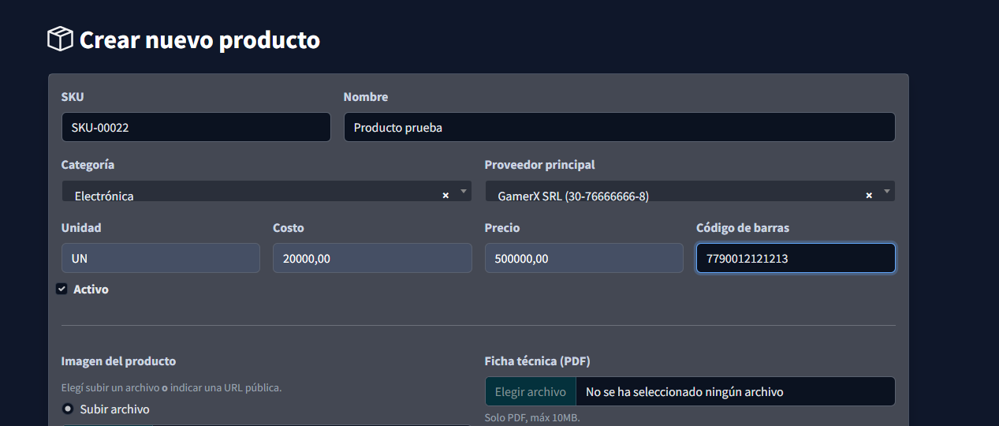 Crear nuevo producto
SKU
Nombre
SKU-00022
Producto prueba
Categoría
Proveedor principal
Electrónica ×
GamerX SRL (30-76666666-8) ×
Unidad
Costo
Precio
Código de barras
UN
20000,00
500000,00
7790012121213
Activo
Imagen del producto
Ficha técnica (PDF)
Elegí subir un archivo o indicar una URL pública.
Elegir archivo No se ha seleccionado ningún archivo
Subir archivo
Solo PDF, máx 10MB.